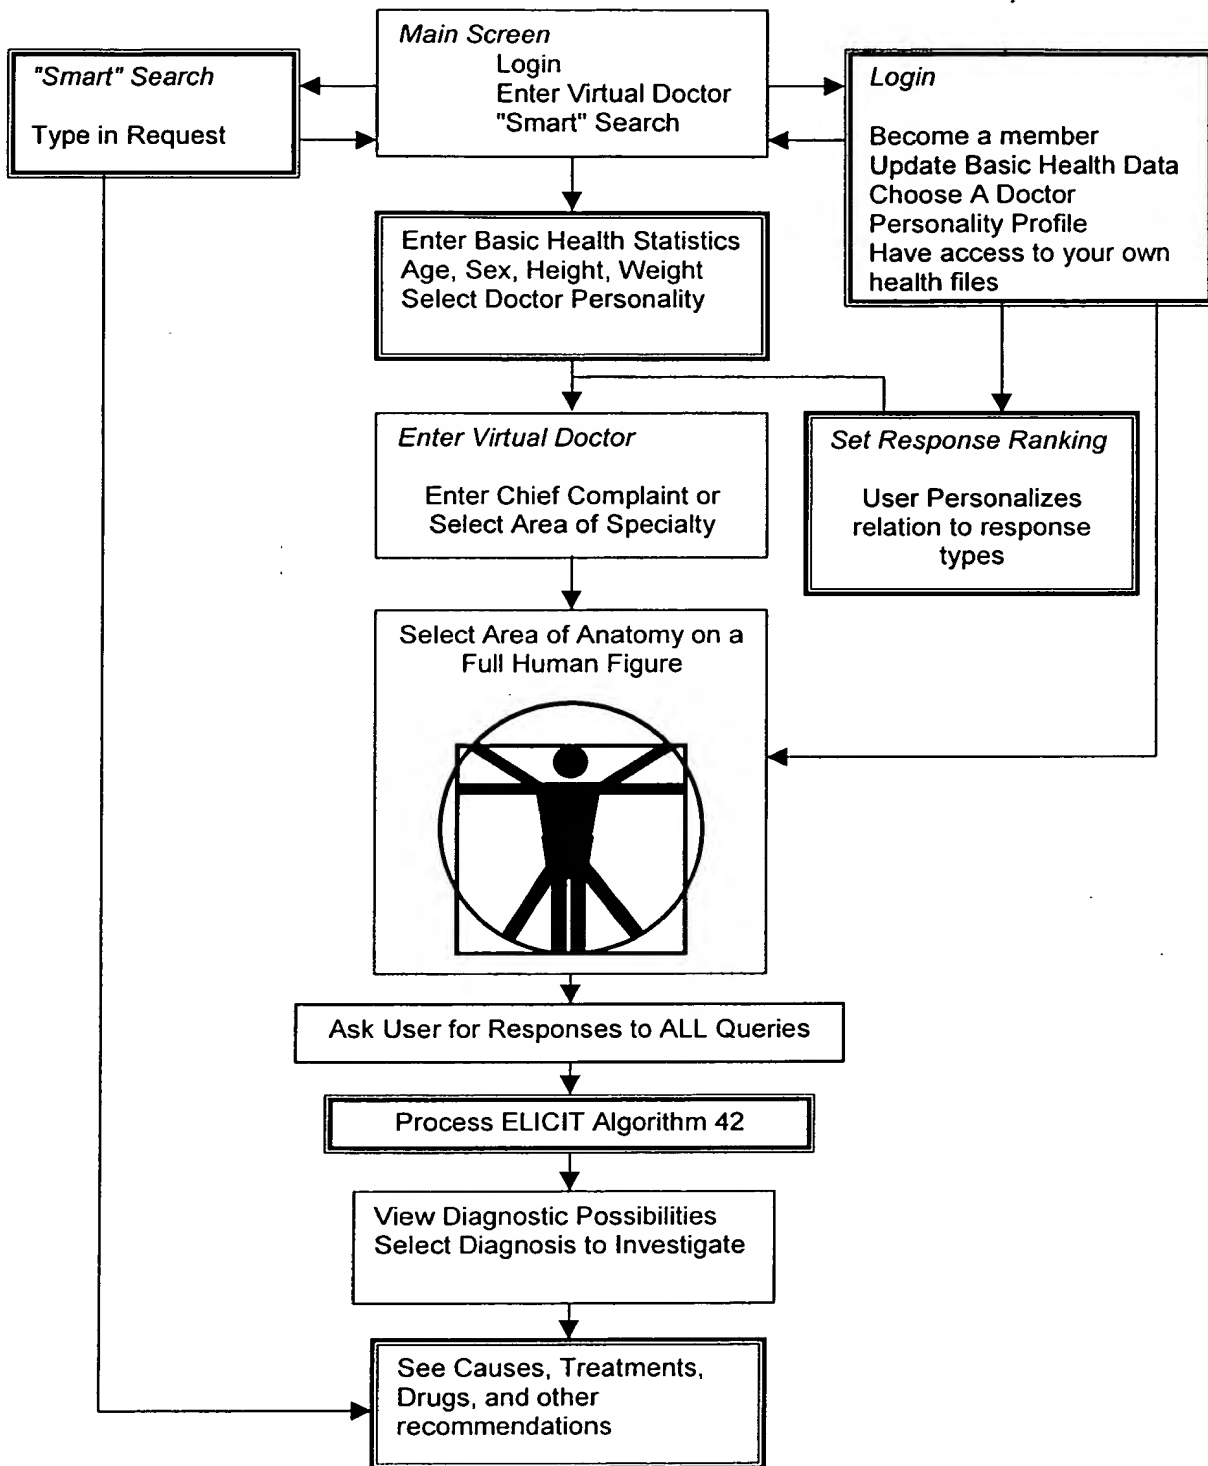 Main Screen
Login
Enter Virtual Doctor
"Smart" Search
"Smart" Search
Type in Request
Login
Become a member
Update Basic Health Data
Choose A Doctor
Personality Profile
Have access to your own
health files
Enter Basic Health Statistics
Age, Sex, Height, Weight
Select Doctor Personality
Enter Virtual Doctor
Enter Chief Complaint or
Select Area of Specialty
Set Response Ranking
User Personalizes
relation to response
types
Select Area of Anatomy on a
Full Human Figure
Ask User for Responses to ALL Queries
Process ELICIT Algorithm 42
View Diagnostic Possibilities
Select Diagnosis to Investigate
See Causes, Treatments,
Drugs, and other
recommendations